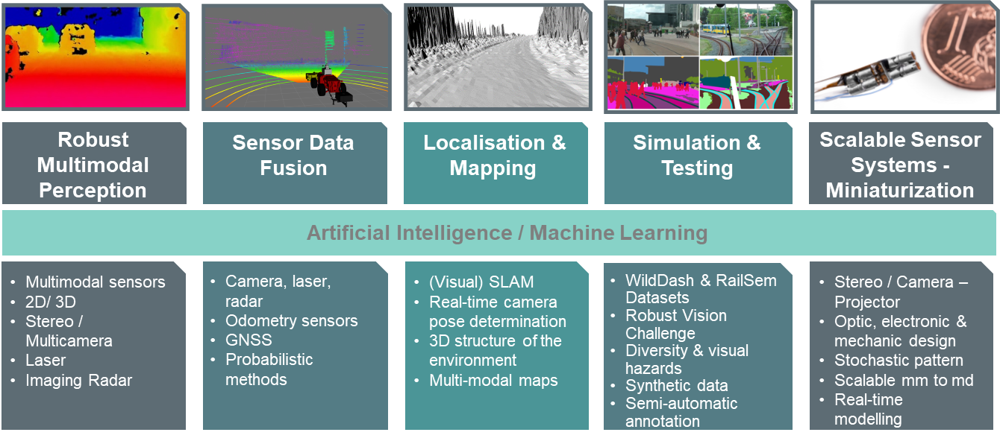 Robust
Multimodal
Perception
Sensor Data
Fusion
Localisation &
Mapping
Simulation &
Testing
Scalable Sensor
Systems -
Miniaturization
Artificial Intelligence / Machine Learning
• Multimodal sensors
• 2D/ 3D
• Stereo /
Multicamera
• Laser
• Imaging Radar
• Camera, laser,
radar
• Odometry sensors
• GNSS
• Probabilistic
methods
• (Visual) SLAM
• Real-time camera
pose determination
• 3D structure of the
environment
• Multi-modal maps
• WildDash & RailSem
Datasets
• Robust Vision
Challenge
• Diversity & visual
hazards
• Synthetic data
• Semi-automatic
annotation
• Stereo / Camera –
Projector
• Optic, electronic &
mechanic design
• Stochastic pattern
• Scalable mm to md
• Real-time
modelling